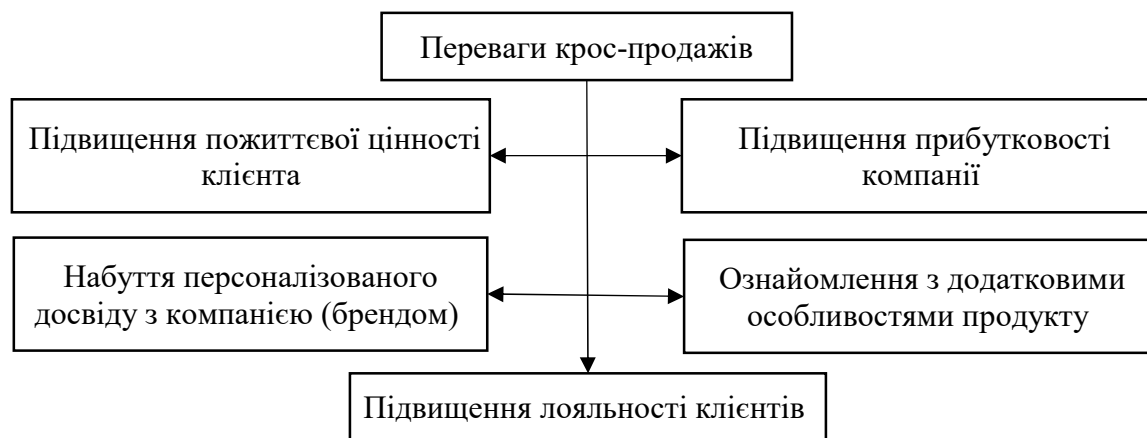 Переваги крос-продажів
Підвищення пожиттєвої цінності
клієнта
Підвищення прибутковості
компанії
Набуття персоналізованого
досвіду з компанією (брендом)
Ознайомлення з додатковими
особливостями продукту
Підвищення лояльності клієнтів